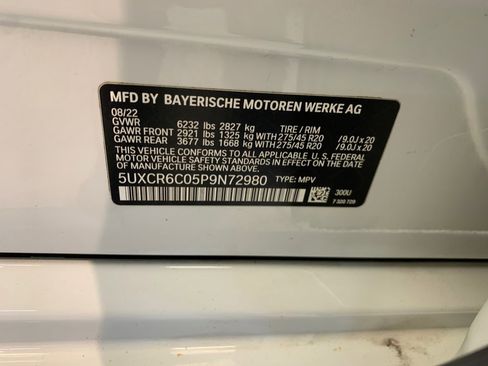 MFD BY BAYERISCHE MOTOREN WERKE AG
08/22
GVWR 6232 lbs 2827 kg TIRE / RIM
GAWR FRONT 2921 lbs 1325 kg WITH 275/45 R20 / 9.0J x 20
GAWR REAR 3677 lbs 1668 kg WITH 275/45 R20 / 9.0J x 20
THIS VEHICLE CONFORMS TO ALL APPLICABLE U.S. FEDERAL
MOTOR VEHICLE SAFETY STANDARDS IN EFFECT
ON THE DATE OF MANUFACTURE SHOWN ABOVE.
5UXCR6C05P9N72980 TYPE: MPV
300U